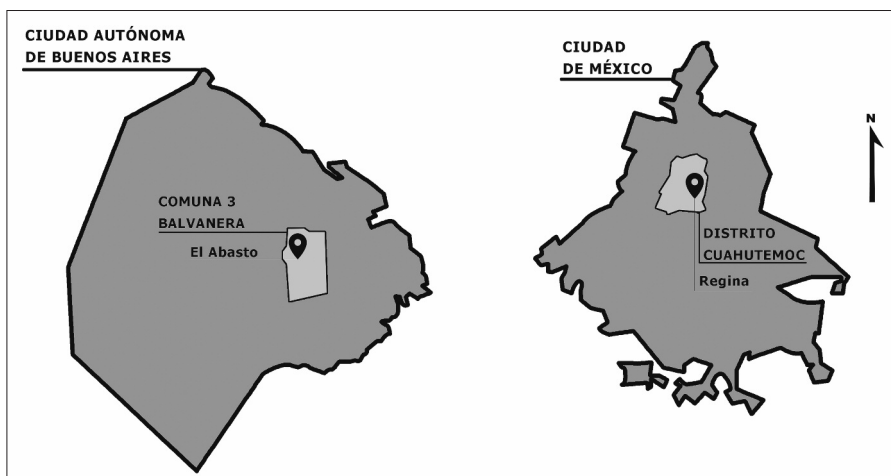 CIUDAD AUTÓNOMA
DE BUENOS AIRES
COMUNA 3
BALVANERA
El Abasto
CIUDAD
DE MÉXICO
N
DISTRITO
CUAHUTEMOC
Regina